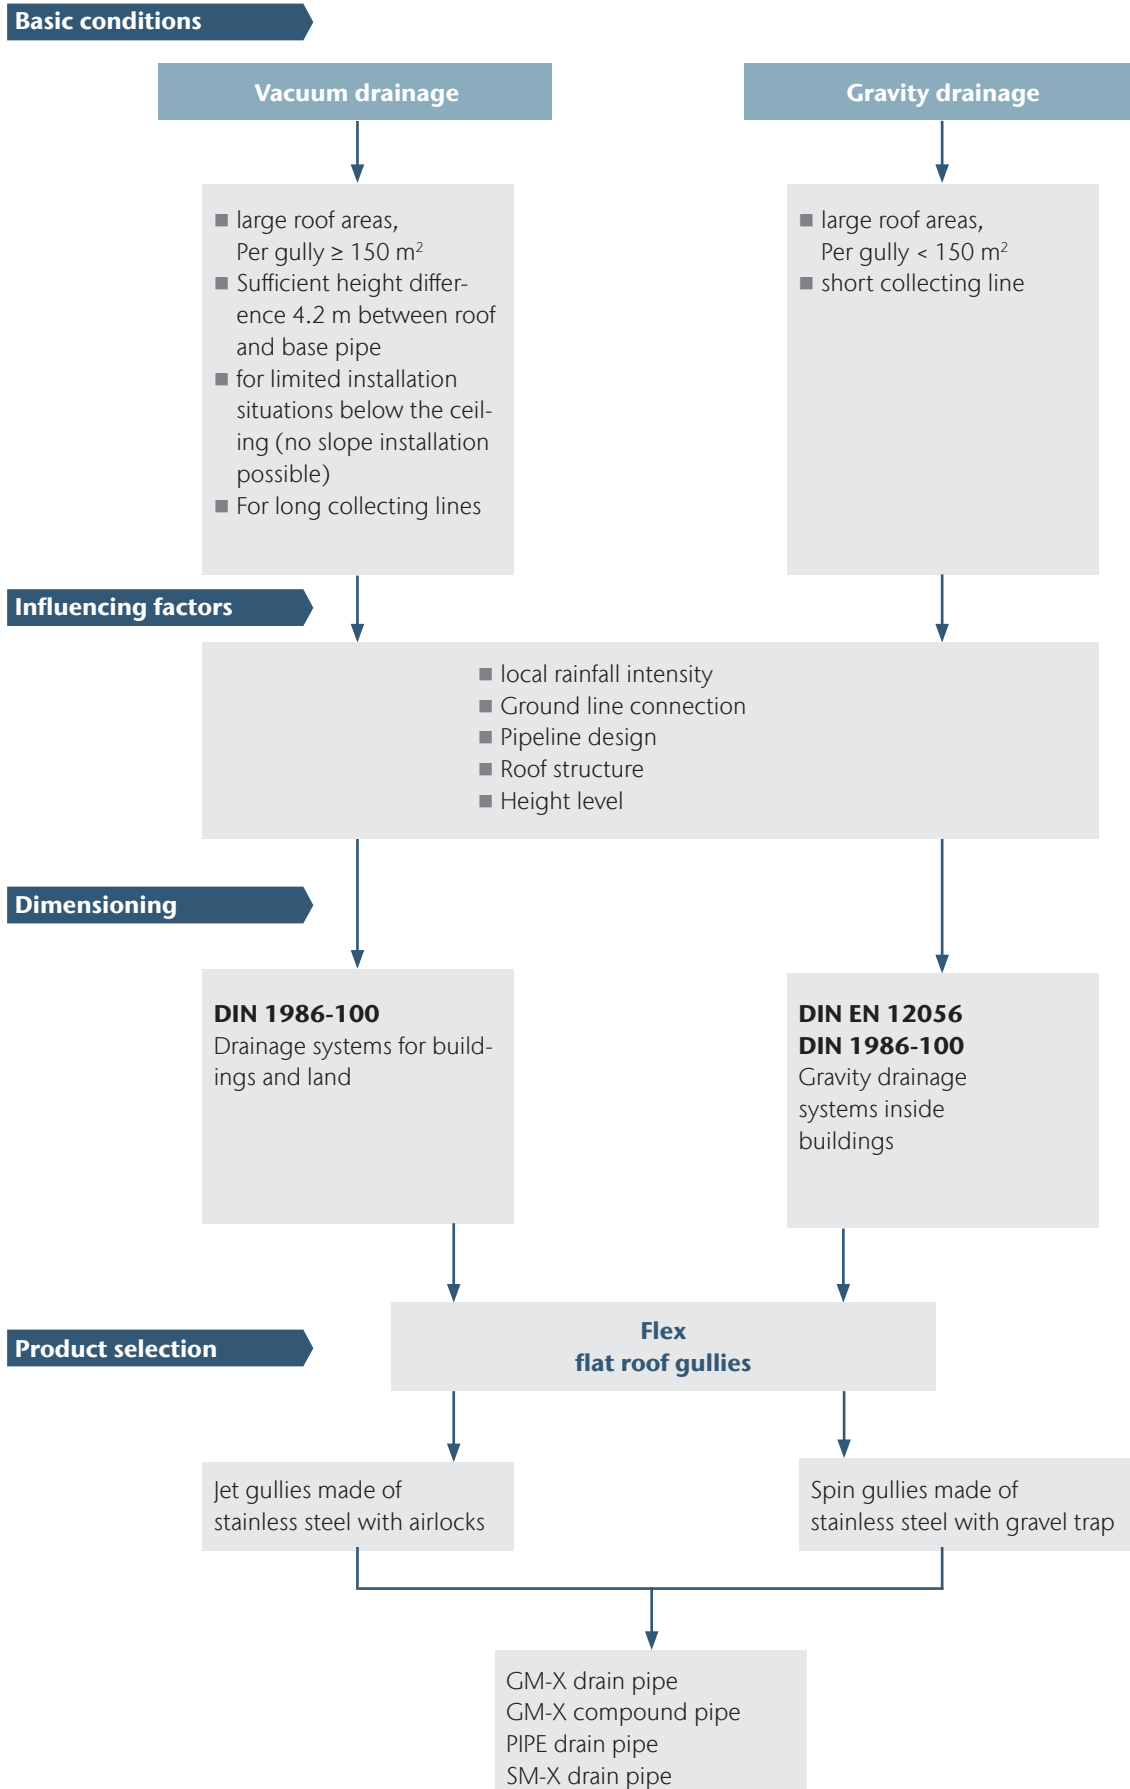 Basic conditions
Vacuum drainage
Gravity drainage
■ large roof areas,
Per gully ≥ 150 m²
■ Sufficient height differ-
ence 4.2 m between roof
and base pipe
■ for limited installation
situations below the ceil-
ing (no slope installation
possible)
■ For long collecting lines
■ large roof areas,
Per gully < 150 m²
■ short collecting line
Influencing factors
■ local rainfall intensity
■ Ground line connection
■ Pipeline design
■ Roof structure
■ Height level
Dimensioning
DIN 1986-100
Drainage systems for build-
ings and land
DIN EN 12056
DIN 1986-100
Gravity drainage
systems inside
buildings
Product selection
Flex
flat roof gullies
Jet gullies made of
stainless steel with airlocks
Spin gullies made of
stainless steel with gravel trap
GM-X drain pipe
GM-X compound pipe
PIPE drain pipe
SM-X drain pipe